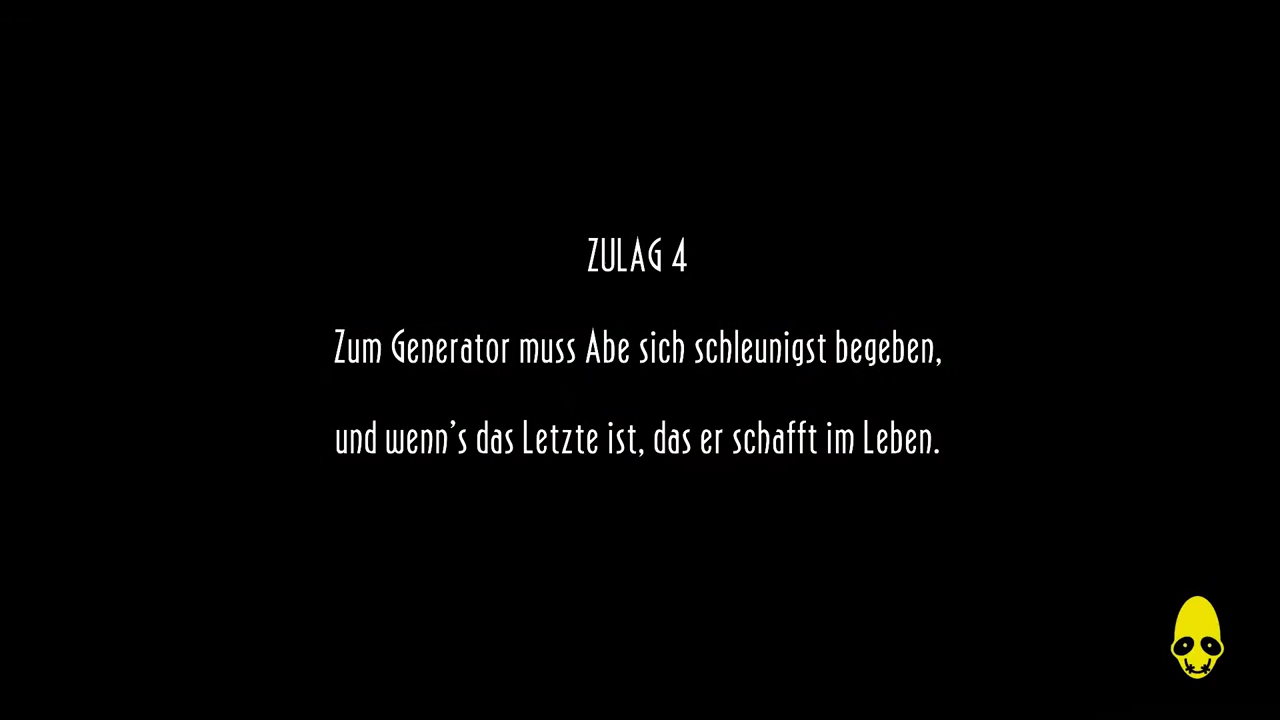 ZULAG 4
Zum Generator muss Abe sich schleunigst begeben,
und wenn’s das Letzte ist, das er schafft im Leben.